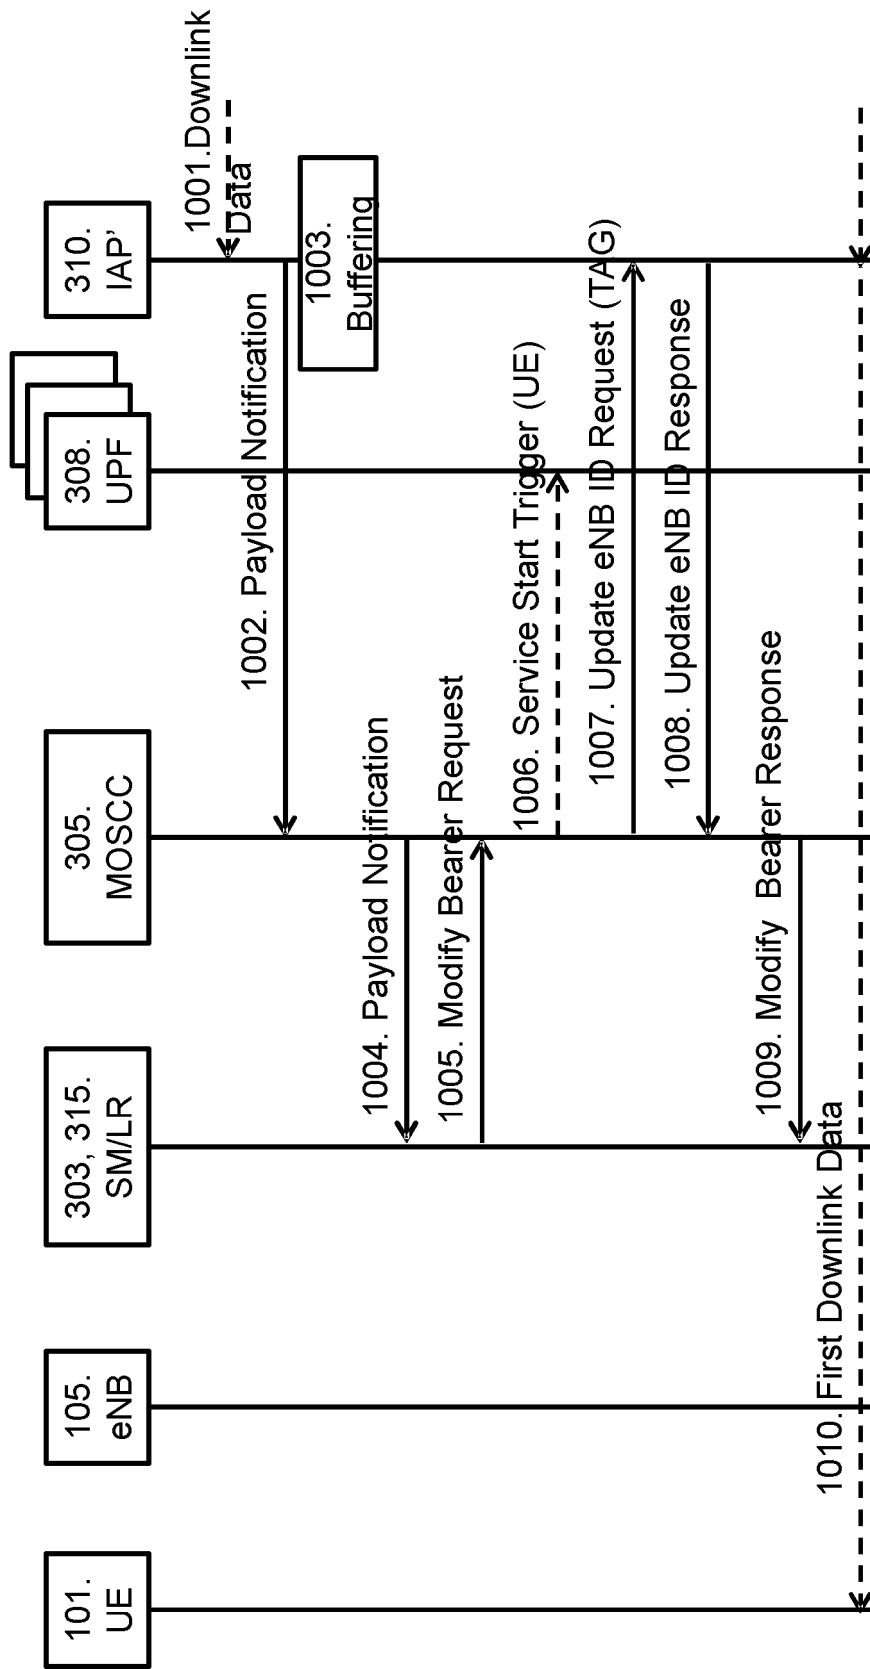 101.
UE
105.
eNB
303, 315.
SM/LR
305.
MOSCC
308.
UPF
310.
IAP'
1001.Downlink
Data
1002. Payload Notification
1003.
Buffering
1004. Payload Notification
1005. Modify Bearer Request
1006. Service Start Trigger (UE)
1007. Update eNB ID Request (TAG)
1008. Update eNB ID Response
1009. Modify  Bearer Response
1010. First Downlink Data